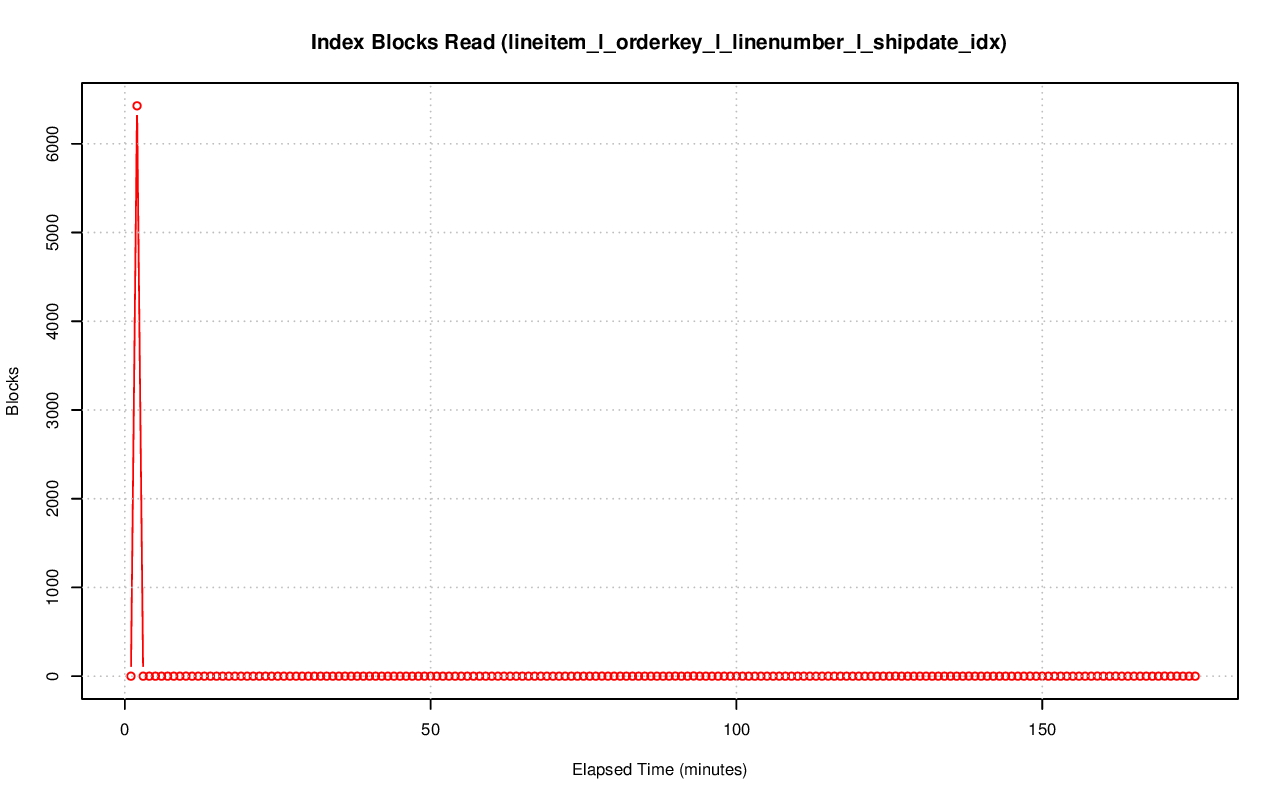 Index Blocks Read (lineitem_l_orderkey_l_linenumber_l_shipdate_idx)
6000
5000
4000
3000
2000
1000
0
Blocks
0 50 100 150
Elapsed Time (minutes)